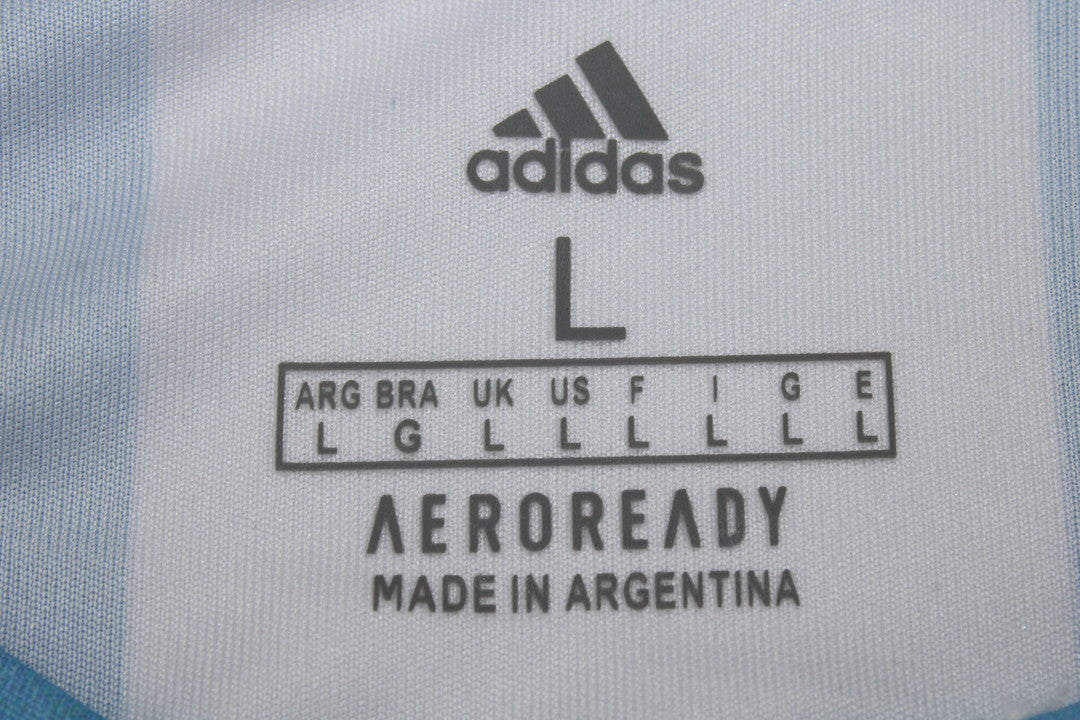 adidas
L
ARG BRA UK US F I G E
L G L L L L L L
AEROREADY
MADE IN ARGENTINA